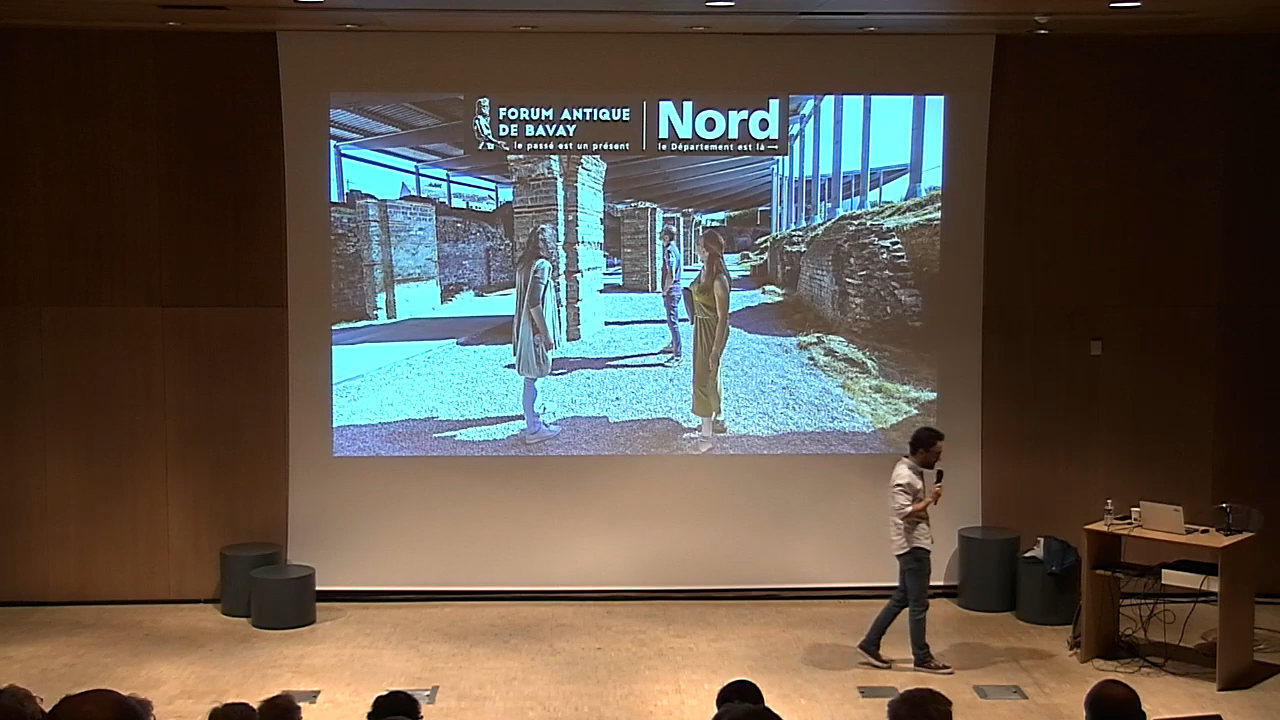 FORUM ANTIQUE
DE BAVAY
le passé est un présent
Nord
le Département est là